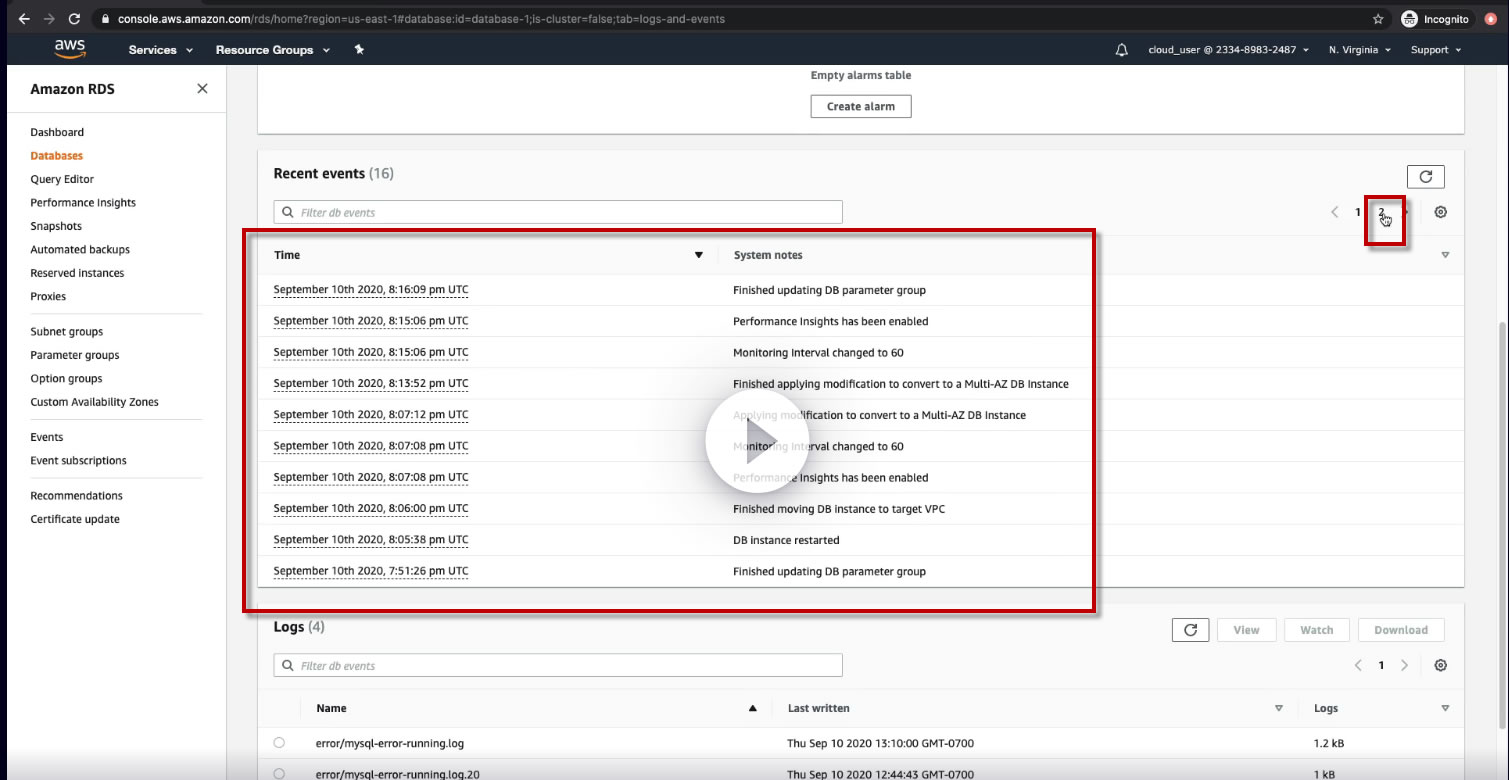 console.aws.amazon.com/rds/home?region=us-east-1#database:id=database-1;is-cluster=false;tab=logs-and-events
Incognito
aws Services Resource Groups cloud_user @ 2334-8983-2487 N. Virginia Support
Amazon RDS
Dashboard
Databases
Query Editor
Performance Insights
Snapshots
Automated backups
Reserved instances
Proxies
Subnet groups
Parameter groups
Option groups
Custom Availability Zones
Events
Event subscriptions
Recommendations
Certificate update
Empty alarms table
Create alarm
Recent events (16)
Filter db events
1 2
Time System notes
September 10th 2020, 8:16:09 pm UTC Finished updating DB parameter group
September 10th 2020, 8:15:06 pm UTC Performance Insights has been enabled
September 10th 2020, 8:15:06 pm UTC Monitoring Interval changed to 60
September 10th 2020, 8:13:52 pm UTC Finished applying modification to convert to a Multi-AZ DB Instance
September 10th 2020, 8:07:12 pm UTC Applying modification to convert to a Multi-AZ DB Instance
September 10th 2020, 8:07:08 pm UTC Monitoring Interval changed to 60
September 10th 2020, 8:07:08 pm UTC Performance Insights has been enabled
September 10th 2020, 8:06:00 pm UTC Finished moving DB instance to target VPC
September 10th 2020, 8:05:38 pm UTC DB instance restarted
September 10th 2020, 7:51:26 pm UTC Finished updating DB parameter group
Logs (4)
View Watch Download
Filter db events
1
Name Last written Logs
error/mysql-error-running.log Thu Sep 10 2020 13:10:00 GMT-0700 1.2 kB
error/mysql-error-running.log.20 Thu Sep 10 2020 12:44:43 GMT-0700 1 kB